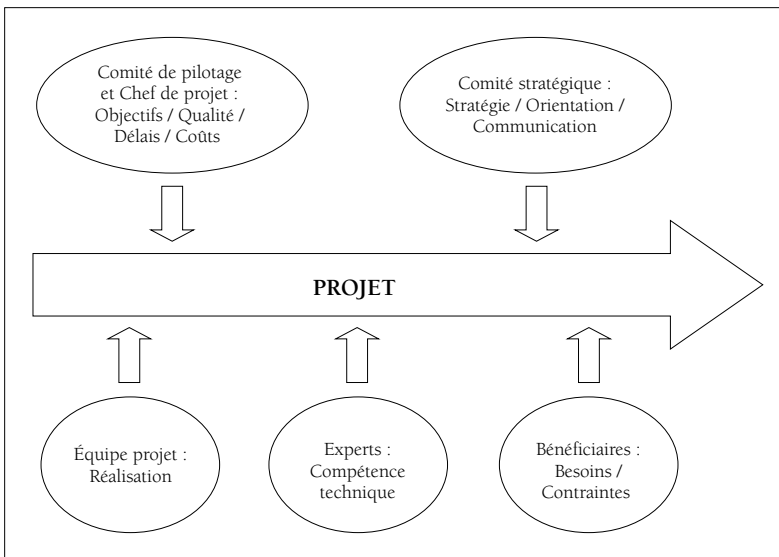 Comité de pilotage
et Chef de projet :
Objectifs / Qualité /
Délais / Coûts
Comité stratégique :
Stratégie / Orientation /
Communication
PROJET
Équipe projet :
Réalisation
Experts :
Compétence
technique
Bénéficiaires :
Besoins /
Contraintes